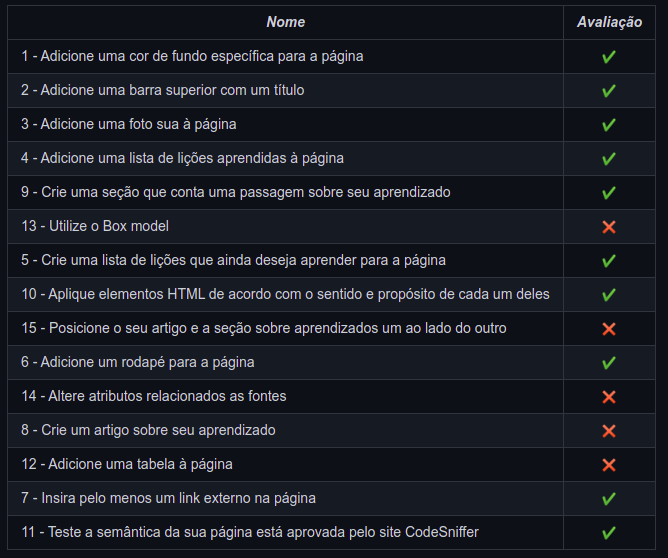 Nome Avaliação
1 - Adicione uma cor de fundo específica para a página ✔
2 - Adicione uma barra superior com um título ✔
3 - Adicione uma foto sua à página ✔
4 - Adicione uma lista de lições aprendidas à página ✔
9 - Crie uma seção que conta uma passagem sobre seu aprendizado ✔
13 - Utilize o Box model ❌
5 - Crie uma lista de lições que ainda deseja aprender para a página ✔
10 - Aplique elementos HTML de acordo com o sentido e propósito de cada um deles ✔
15 - Posicione o seu artigo e a seção sobre aprendizados um ao lado do outro ❌
6 - Adicione um rodapé para a página ✔
14 - Altere atributos relacionados as fontes ❌
8 - Crie um artigo sobre seu aprendizado ❌
12 - Adicione uma tabela à página ❌
7 - Insira pelo menos um link externo na página ✔
11 - Teste a semântica da sua página está aprovada pelo site CodeSniffer ✔